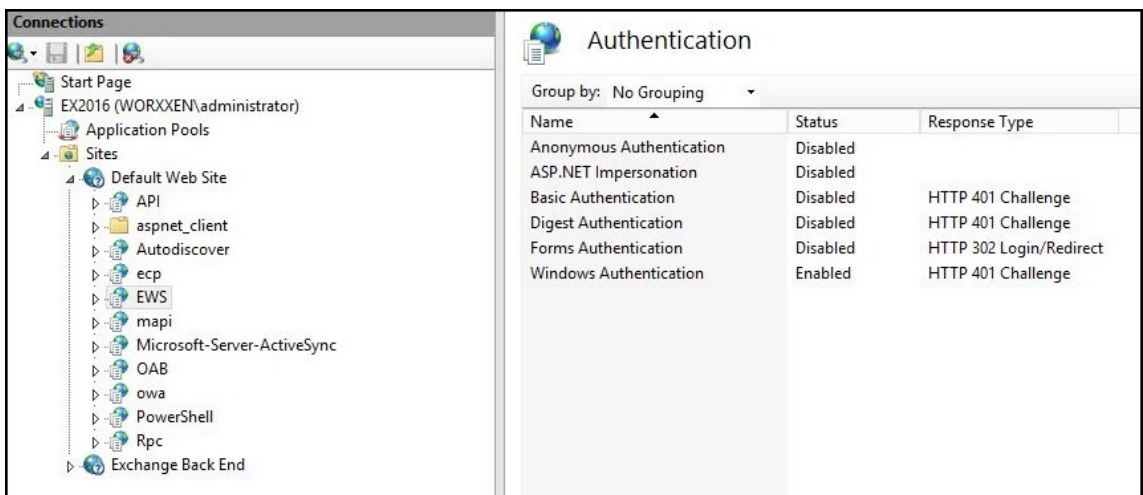 Connections
Start Page
EX2016 (WORXXEN\administrator)
Application Pools
Sites
Default Web Site
API
aspnet_client
Autodiscover
ecp
EWS
mapi
Microsoft-Server-ActiveSync
OAB
owa
PowerShell
Rpc
Exchange Back End
Authentication
Group by: No Grouping
Name Status Response Type
Anonymous Authentication Disabled
ASP.NET Impersonation Disabled
Basic Authentication Disabled HTTP 401 Challenge
Digest Authentication Disabled HTTP 401 Challenge
Forms Authentication Disabled HTTP 302 Login/Redirect
Windows Authentication Enabled HTTP 401 Challenge